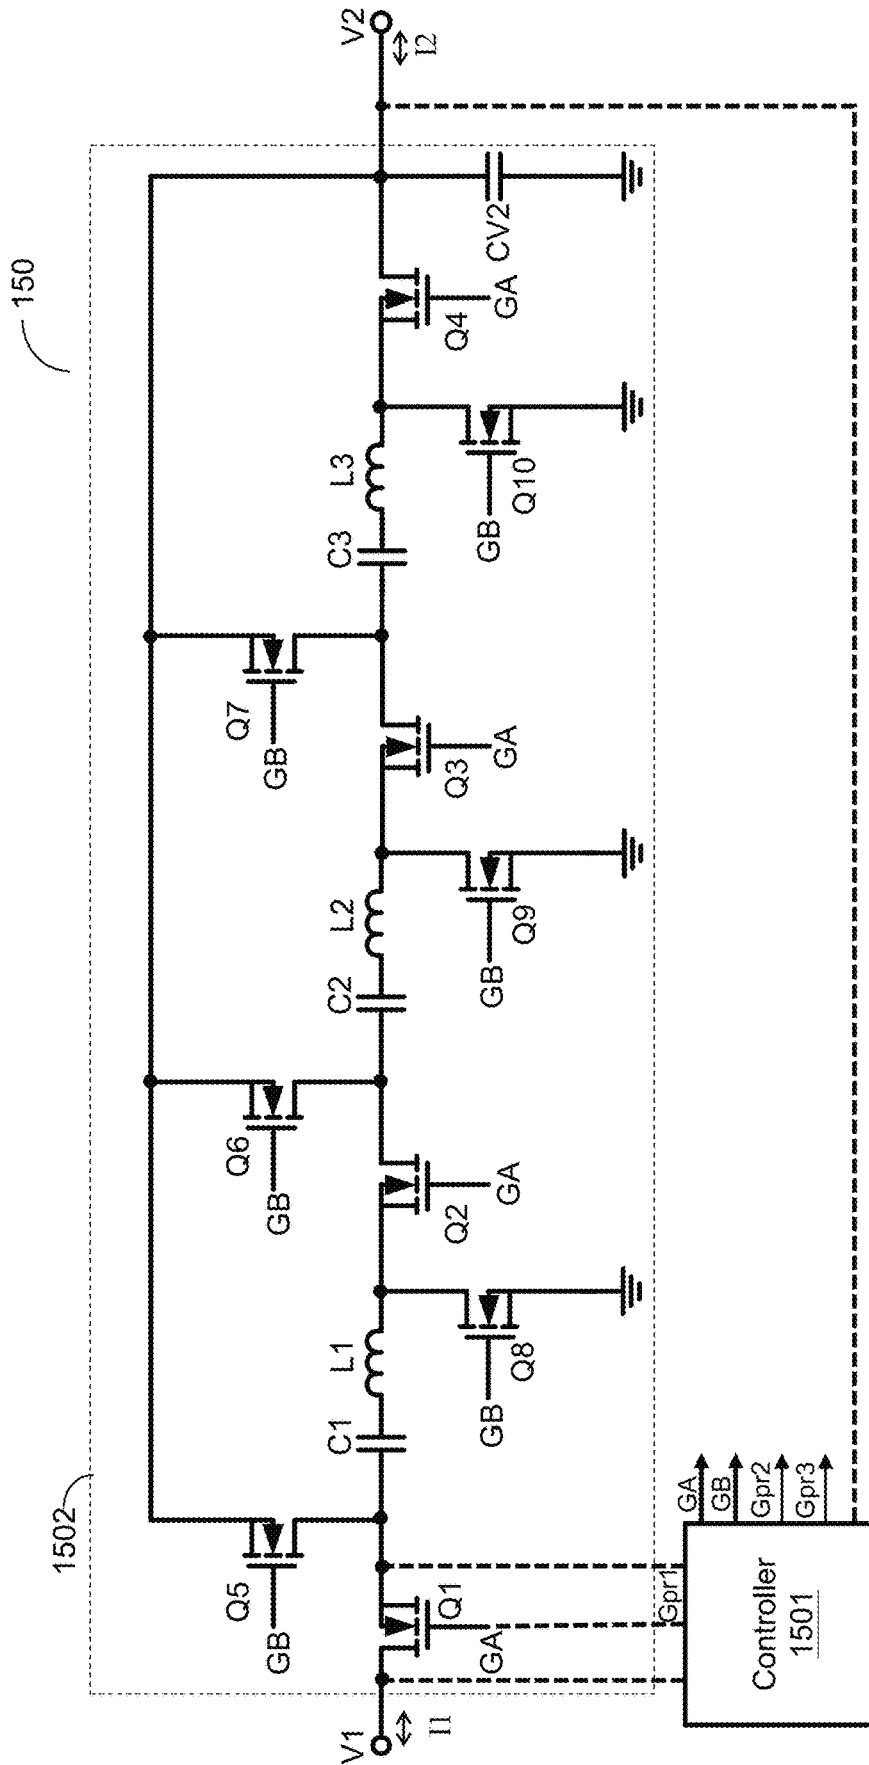 150
1502
V1
I1
V2
I2
Q5
GB
Q6
GB
Q7
GB
Q1
GA
C1
L1
Q8
GB
Q2
GA
C2
L2
Q9
GB
Q3
GA
C3
L3
Q10
GB
Q4
GA
CV2
Gpr1
Controller
1501
GA
GB
Gpr2
Gpr3